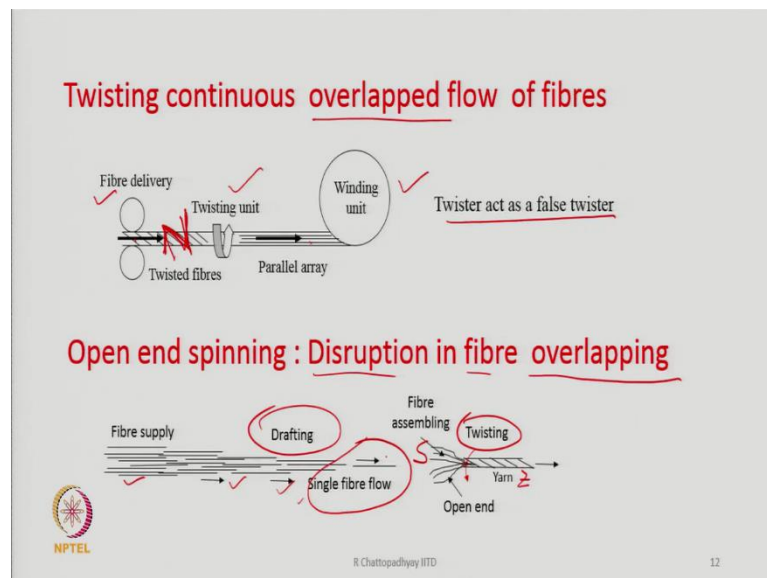 Twisting continuous overlapped flow of fibres
Fibre delivery
Twisting unit
Winding
unit
Twister act as a false twister
N
Twisted fibres
Parallel array
Open end spinning : Disruption in fibre overlapping
Fibre supply
Drafting
Fibre
assembling
Twisting
S
Single fibre flow
Yarn Z
Open end
NPTEL
R Chattopadhyay IITD
12